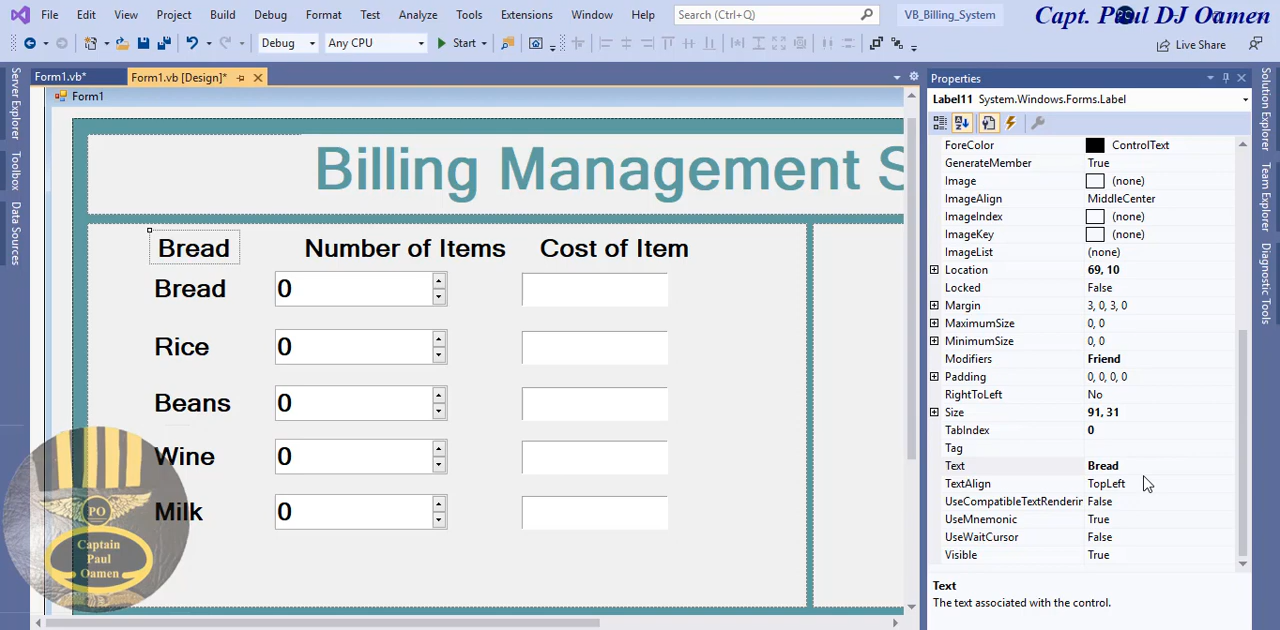 File Edit View Project Build Debug Format Test Analyze Tools Extensions Window Help Search (Ctrl+Q) VB_Billing_System Capt. Paul DJ Oamen
Debug Any CPU Start Live Share
Form1.vb* Form1.vb [Design]*
Form1
Server Explorer
Toolbox
Data Sources
Billing Management S
Bread Number of Items Cost of Item
Bread 0
Rice 0
Beans 0
Wine 0
Milk 0
PO
Captain
Paul
Oamen
Properties
Label11 System.Windows.Forms.Label
ForeColor ControlText
GenerateMember True
Image (none)
ImageAlign MiddleCenter
ImageIndex (none)
ImageKey (none)
ImageList (none)
Location 69, 10
Locked False
Margin 3, 0, 3, 0
MaximumSize 0, 0
MinimumSize 0, 0
Modifiers Friend
Padding 0, 0, 0, 0
RightToLeft No
Size 91, 31
TabIndex 0
Tag
Text Bread
TextAlign TopLeft
UseCompatibleTextRenderin False
UseMnemonic True
UseWaitCursor False
Visible True
Text
The text associated with the control.
Solution Explorer
Team Explorer
Diagnostic Tools